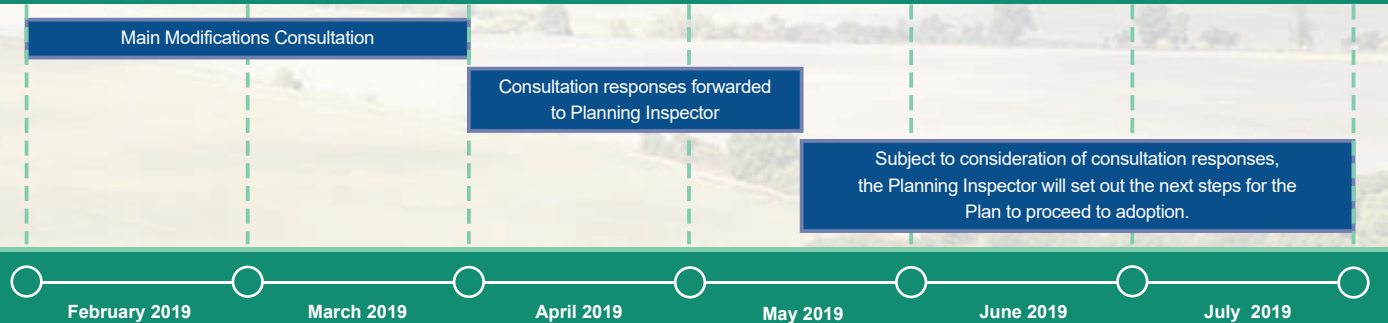 Main Modifications Consultation
Consultation responses forwarded
to Planning Inspector
Subject to consideration of consultation responses,
the Planning Inspector will set out the next steps for the
Plan to proceed to adoption.
February 2019
March 2019
April 2019
May 2019
June 2019
July 2019